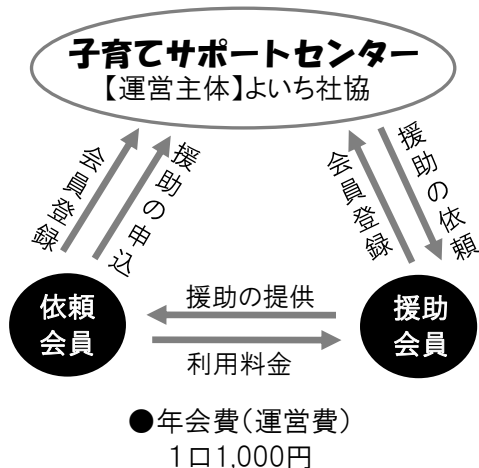 子育てサポートセンター
【運営主体】よいち社協
会員登録
援助の申込
会員登録
援助の依頼
依頼
会員
援助の提供
利用料金
援助
会員
●年会費(運営費)
1口1,000円